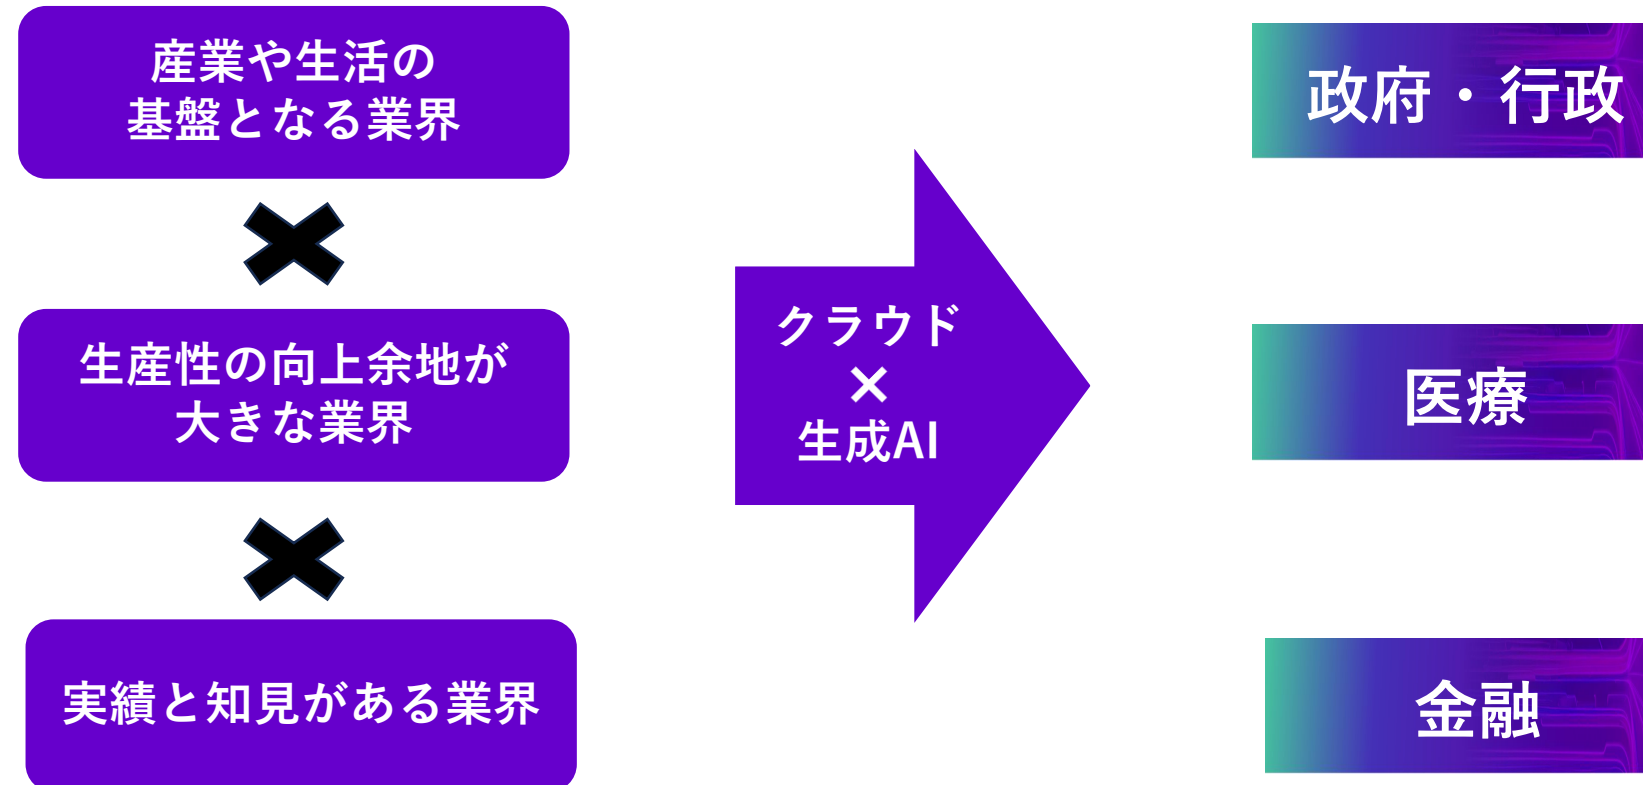 産業や生活の
基盤となる業界
生産性の向上余地が
大きな業界
実績と知見がある業界
クラウド
×
生成AI
政府・行政
医療
金融